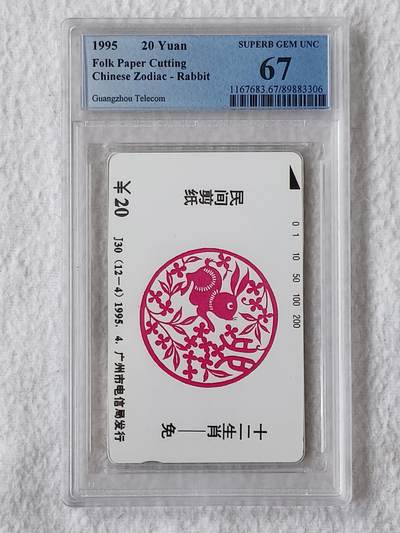 1995 20 Yuan
Folk Paper Cutting
Chinese Zodiac - Rabbit
Guangzhou Telecom
SUPERB GEM UNC
67
1167683.67/89883306
民间剪纸
¥20
0 1 10 50 100 200
十二生肖——兔
J30(12-4)1995.4.广州市电信局发行